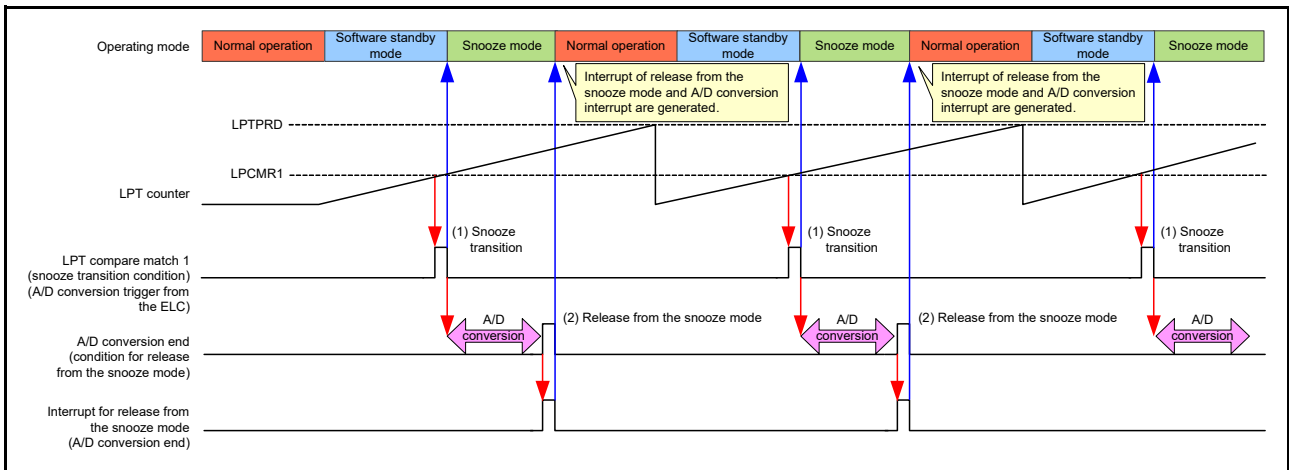 Operating mode
Normal operation
Software standby
mode
Snooze mode
Normal operation
Software standby
mode
Snooze mode
Normal operation
Software standby
mode
Snooze mode
Interrupt of release from the
snooze mode and A/D conversion
interrupt are generated.
Interrupt of release from the
snooze mode and A/D conversion
interrupt are generated.
LPTPRD
LPCMR1
LPT counter
(1) Snooze
transition
(1) Snooze
transition
(1) Snooze
transition
LPT compare match 1
(snooze transition condition)
(A/D conversion trigger from
the ELC)
A/D
conversion
(2) Release from the snooze mode
A/D
conversion
(2) Release from the snooze mode
A/D
conversion
A/D conversion end
(condition for release
from the snooze mode)
Interrupt for release from
the snooze mode
(A/D conversion end)